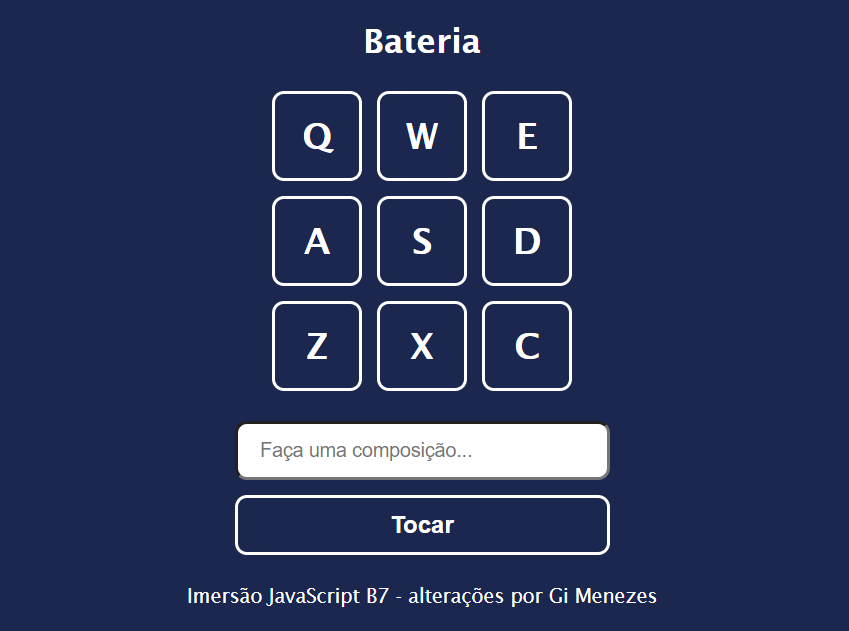 Bateria
Q W E
A S D
Z X C
Faça uma composição...
Tocar
Imersão JavaScript B7 - alterações por Gi Menezes